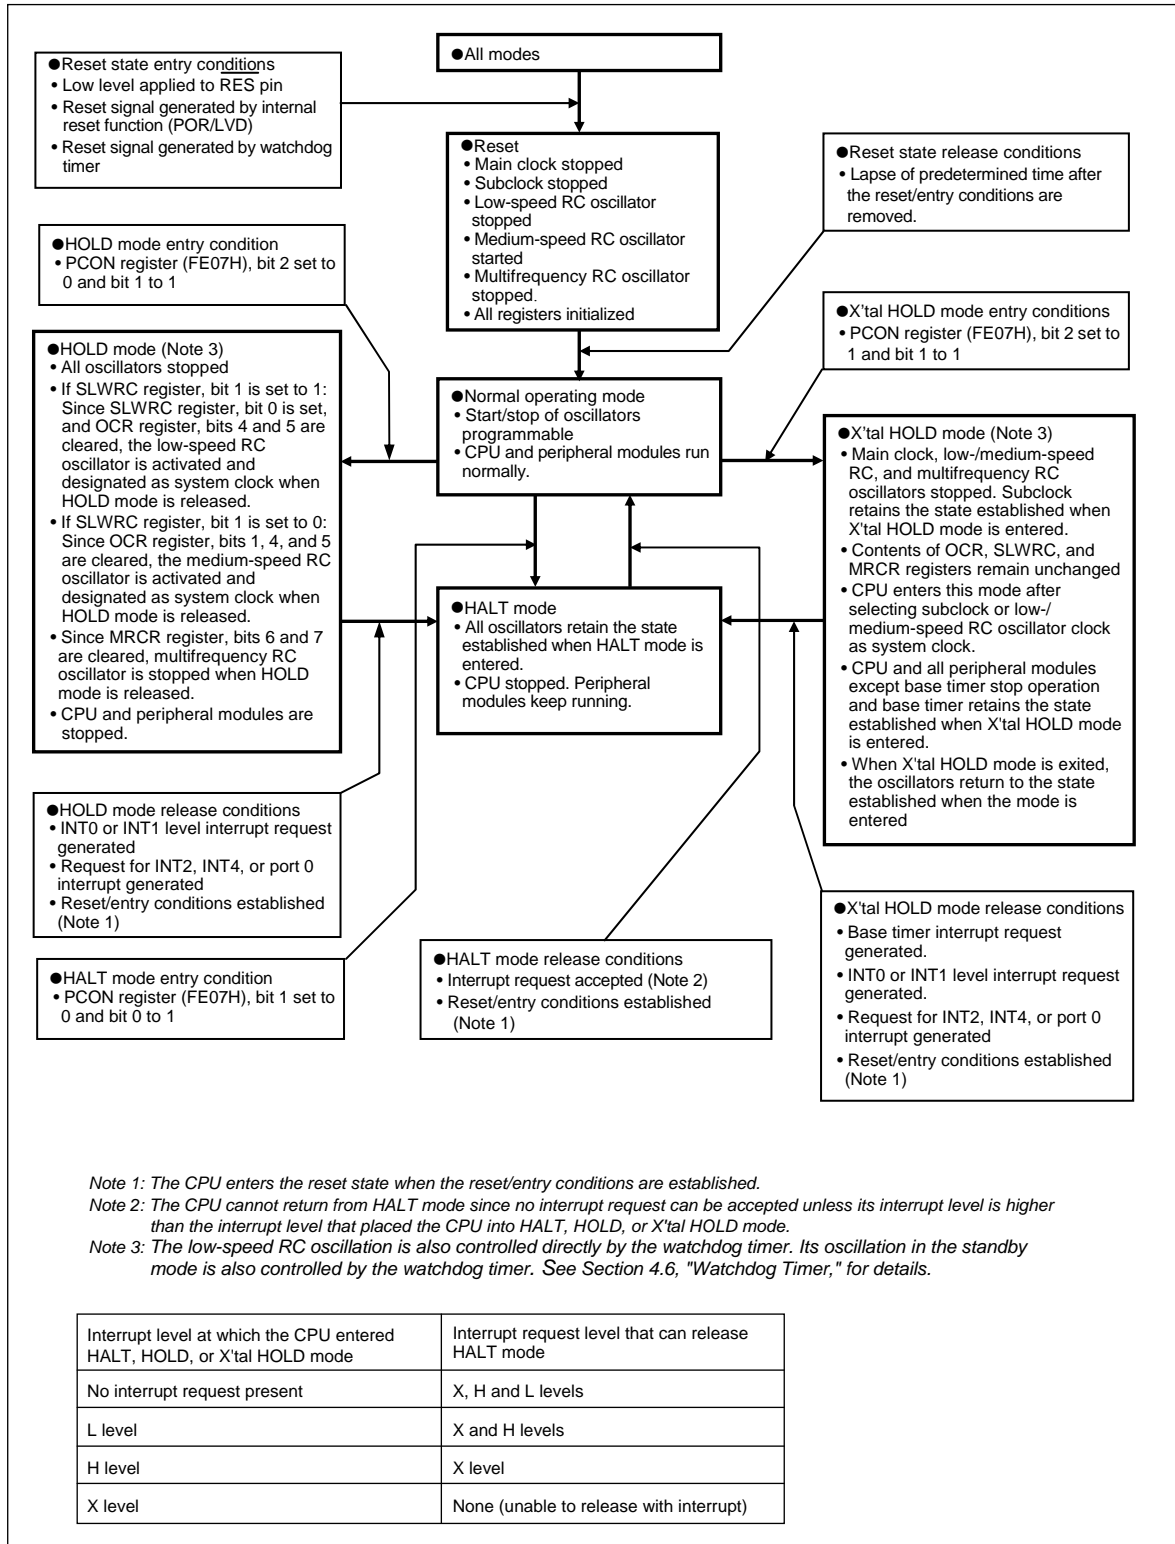 ●All modes
●Reset state entry conditions
• Low level applied to RES pin
• Reset signal generated by internal
reset function (POR/LVD)
• Reset signal generated by watchdog
timer
●Reset
• Main clock stopped
• Subclock stopped
• Low-speed RC oscillator
stopped
• Medium-speed RC oscillator
started
• Multifrequency RC oscillator
stopped.
• All registers initialized
●Reset state release conditions
• Lapse of predetermined time after
the reset/entry conditions are
removed.
●HOLD mode entry condition
• PCON register (FE07H), bit 2 set to
0 and bit 1 to 1
●X'tal HOLD mode entry conditions
• PCON register (FE07H), bit 2 set to
1 and bit 1 to 1
●HOLD mode (Note 3)
• All oscillators stopped
• If SLWRC register, bit 1 is set to 1:
Since SLWRC register, bit 0 is set,
and OCR register, bits 4 and 5 are
cleared, the low-speed RC
oscillator is activated and
designated as system clock when
HOLD mode is released.
• If SLWRC register, bit 1 is set to 0:
Since OCR register, bits 1, 4, and 5
are cleared, the medium-speed RC
oscillator is activated and
designated as system clock when
HOLD mode is released.
• Since MRCR register, bits 6 and 7
are cleared, multifrequency RC
oscillator is stopped when HOLD
mode is released.
• CPU and peripheral modules are
stopped.
●Normal operating mode
• Start/stop of oscillators
programmable
• CPU and peripheral modules run
normally.
●X'tal HOLD mode (Note 3)
• Main clock, low-/medium-speed
RC, and multifrequency RC
oscillators stopped. Subclock
retains the state established when
X'tal HOLD mode is entered.
• Contents of OCR, SLWRC, and
MRCR registers remain unchanged
• CPU enters this mode after
selecting subclock or low-/
medium-speed RC oscillator clock
as system clock.
• CPU and all peripheral modules
except base timer stop operation
and base timer retains the state
established when X'tal HOLD mode
is entered.
• When X'tal HOLD mode is exited,
the oscillators return to the state
established when the mode is
entered
●HALT mode
• All oscillators retain the state
established when HALT mode is
entered.
• CPU stopped. Peripheral
modules keep running.
●HOLD mode release conditions
• INT0 or INT1 level interrupt request
generated
• Request for INT2, INT4, or port 0
interrupt generated
• Reset/entry conditions established
(Note 1)
●HALT mode entry condition
• PCON register (FE07H), bit 1 set to
0 and bit 0 to 1
●HALT mode release conditions
• Interrupt request accepted (Note 2)
• Reset/entry conditions established
(Note 1)
●X'tal HOLD mode release conditions
• Base timer interrupt request
generated.
• INT0 or INT1 level interrupt request
generated.
• Request for INT2, INT4, or port 0
interrupt generated
• Reset/entry conditions established
(Note 1)
Note 1: The CPU enters the reset state when the reset/entry conditions are established.
Note 2: The CPU cannot return from HALT mode since no interrupt request can be accepted unless its interrupt level is higher
than the interrupt level that placed the CPU into HALT, HOLD, or X'tal HOLD mode.
Note 3: The low-speed RC oscillation is also controlled directly by the watchdog timer. Its oscillation in the standby
mode is also controlled by the watchdog timer. See Section 4.6, "Watchdog Timer," for details.
Interrupt level at which the CPU entered
HALT, HOLD, or X'tal HOLD mode
Interrupt request level that can release
HALT mode
No interrupt request present
X, H and L levels
L level
X and H levels
H level
X level
X level
None (unable to release with interrupt)